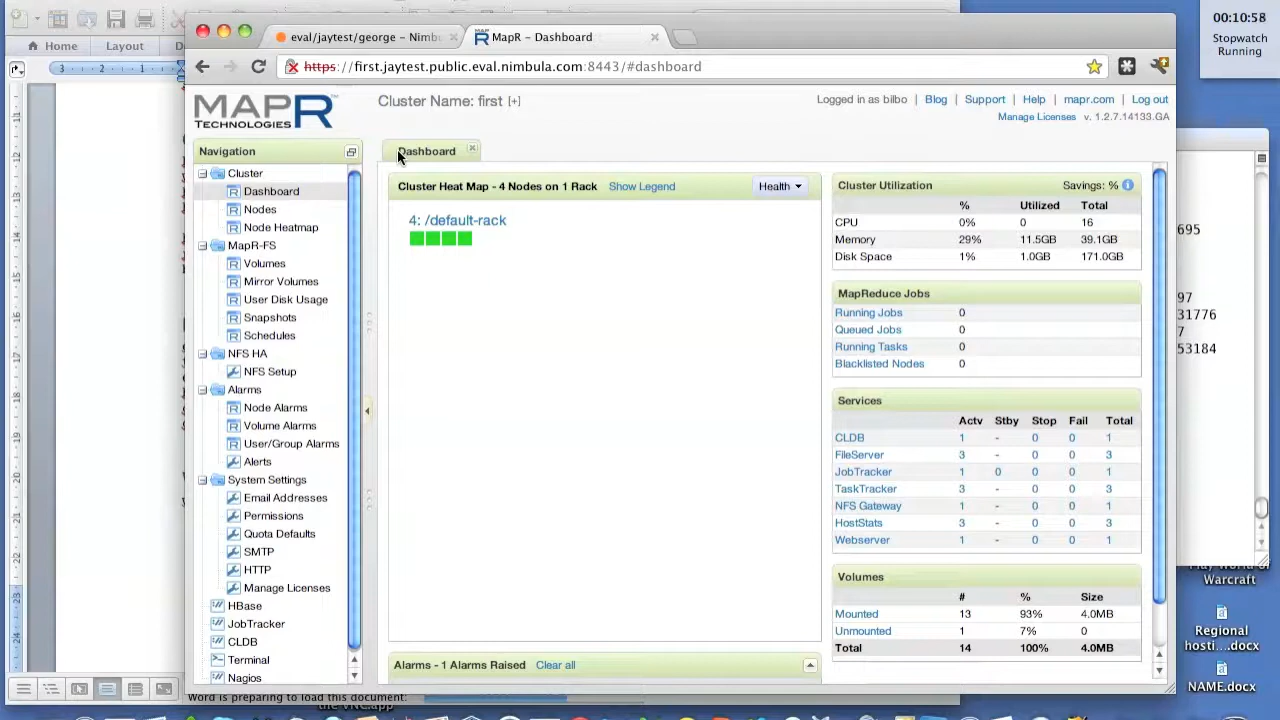 00:10:58
Stopwatch
Running
Home
Layout
3 2 1
eval/jaytest/george – Nimbu
MapR – Dashboard
https://first.jaytest.public.eval.nimbula.com:8443/#dashboard
MAPR
TECHNOLOGIES
Cluster Name: first [+]
Logged in as bilbo | Blog | Support | Help | mapr.com | Log out
Manage Licenses v. 1.2.7.14133.GA
Navigation
Cluster
Dashboard
Nodes
Node Heatmap
MapR-FS
Volumes
Mirror Volumes
User Disk Usage
Snapshots
Schedules
NFS HA
NFS Setup
Alarms
Node Alarms
Volume Alarms
User/Group Alarms
Alerts
System Settings
Email Addresses
Permissions
Quota Defaults
SMTP
HTTP
Manage Licenses
HBase
JobTracker
CLDB
Terminal
Nagios
Dashboard
Cluster Heat Map - 4 Nodes on 1 Rack Show Legend Health
4: /default-rack
Alarms - 1 Alarms Raised Clear all
Cluster Utilization Savings: %
% Utilized Total
CPU 0% 0 16
Memory 29% 11.5GB 39.1GB
Disk Space 1% 1.0GB 171.0GB
MapReduce Jobs
Running Jobs 0
Queued Jobs 0
Running Tasks 0
Blacklisted Nodes 0
Services
Actv Stby Stop Fail Total
CLDB 1 - 0 0 1
FileServer 3 - 0 0 3
JobTracker 1 0 0 0 1
TaskTracker 3 - 0 0 3
NFS Gateway 1 - 0 0 1
HostStats 3 - 0 0 3
Webserver 1 - 0 0 1
Volumes
# % Size
Mounted 13 93% 4.0MB
Unmounted 1 7% 0
Total 14 100% 4.0MB
695
97
31776
7
53184
Warcraft
Regional
hosti....docx
NAME.docx
Word is preparing to load this document:
the VNC.app